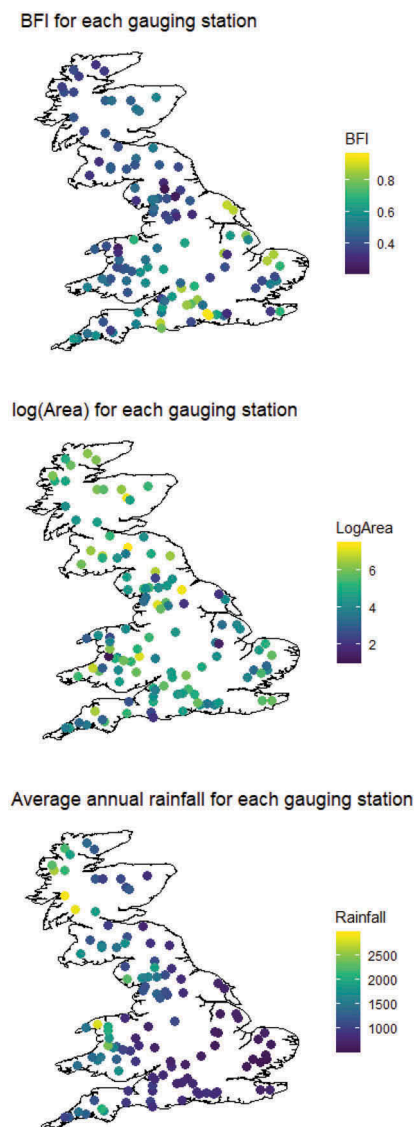 BFI for each gauging station
BFI
0.8
0.6
0.4
log(Area) for each gauging station
LogArea
6
4
2
Average annual rainfall for each gauging station
Rainfall
2500
2000
1500
1000